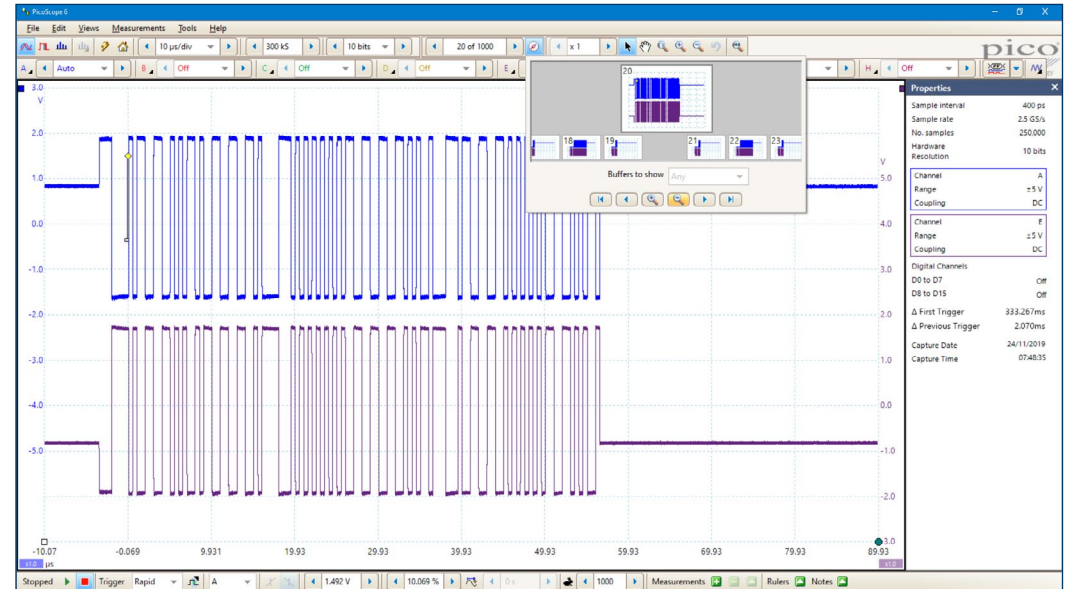 PicoScope 6
File Edit Views Measurements Tools Help
10 µs/div 300 kS 10 bits 20 of 1000 x 1
pico
A Auto B Off C Off D Off E H Off
20
18 19 21 22 23
Buffers to show Any
3.0
V
2.0
1.0
0.0
-1.0
-2.0
-3.0
-4.0
-5.0
V
5.0
4.0
3.0
2.0
1.0
0.0
-1.0
-2.0
-3.0
-10.07 -0.069 9.931 19.93 29.93 39.93 49.93 59.93 69.93 79.93 89.93
x1.0 µs x1.0
Properties
Sample interval 400 ps
Sample rate 2.5 GS/s
No. samples 250,000
Hardware
Resolution 10 bits
Channel A
Range ±5 V
Coupling DC
Channel E
Range ±5 V
Coupling DC
Digital Channels
D0 to D7 Off
D8 to D15 Off
Δ First Trigger 333.267ms
Δ Previous Trigger 2.070ms
Capture Date 24/11/2019
Capture Time 07:48:35
Stopped Trigger Rapid A 1.492 V 10.069 % 0 s 1000 Measurements Rulers Notes